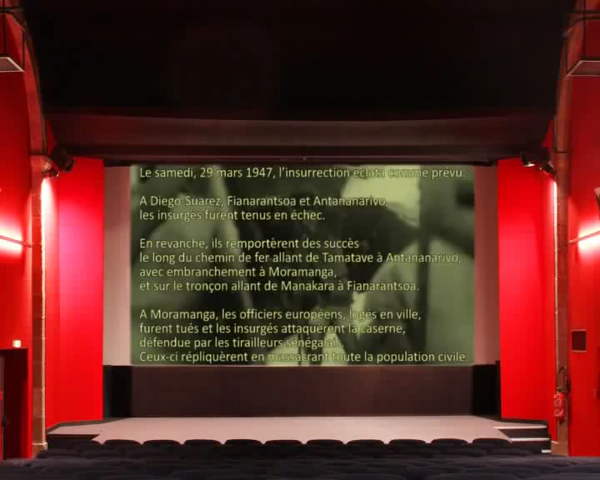 Le samedi, 29 mars 1947, l'insurrection éclata comme prévu.
A Diego-Suarez, Fianarantsoa et Antananarivo,
les insurgés furent tenus en échec.
En revanche, ils remportèrent des succès
le long du chemin de fer allant de Tamatave à Antananarivo,
avec embranchement à Moramanga,
et sur le tronçon allant de Manakara à Fianarantsoa.
A Moramanga, les officiers européens, logés en ville,
furent tués et les insurgés attaquèrent la caserne,
défendue par les tirailleurs sénégalais.
Ceux-ci répliquèrent en massacrant toute la population civile